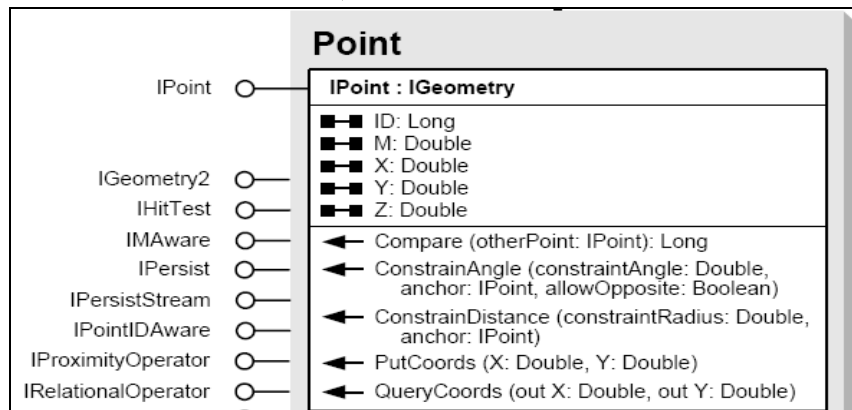 Point
IPoint
IPoint : IGeometry
ID: Long
M: Double
X: Double
IGeometry2
Y: Double
IHitTest
Z: Double
IMAware
Compare (otherPoint: IPoint): Long
IPersist
ConstrainAngle (constraintAngle: Double,
anchor: IPoint, allowOpposite: Boolean)
IPersistStream
ConstrainDistance (constraintRadius: Double,
anchor: IPoint)
IPointIDAware
IProximityOperator
PutCoords (X: Double, Y: Double)
IRelationalOperator
QueryCoords (out X: Double, out Y: Double)